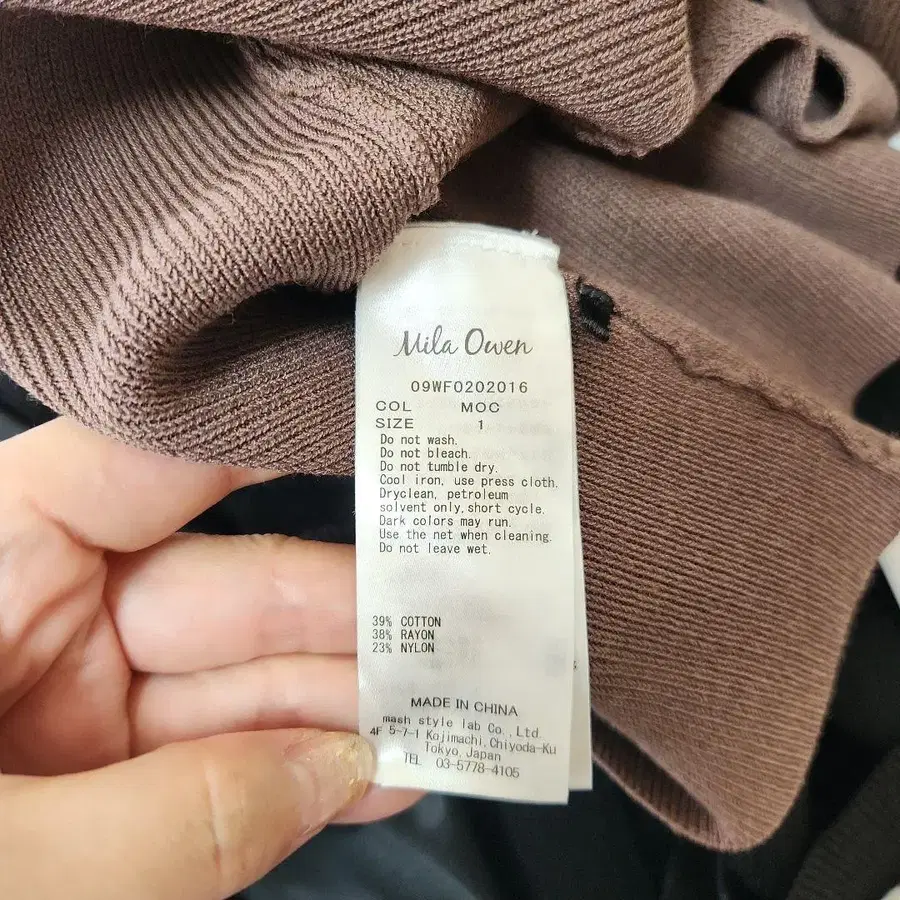 Mila Owen
09WF0202016
COL MOC
SIZE 1
Do not wash.
Do not bleach.
Do not tumble dry.
Cool iron, use press cloth.
Dryclean, petroleum
solvent only, short cycle.
Dark colors may run.
Use the net when cleaning.
Do not leave wet.
39% COTTON
38% RAYON
23% NYLON
MADE IN CHINA
mash style lab Co., Ltd.
4F 5-7-1 Kojimachi, Chiyoda-Ku
Tokyo, Japan
TEL 03-5778-4105